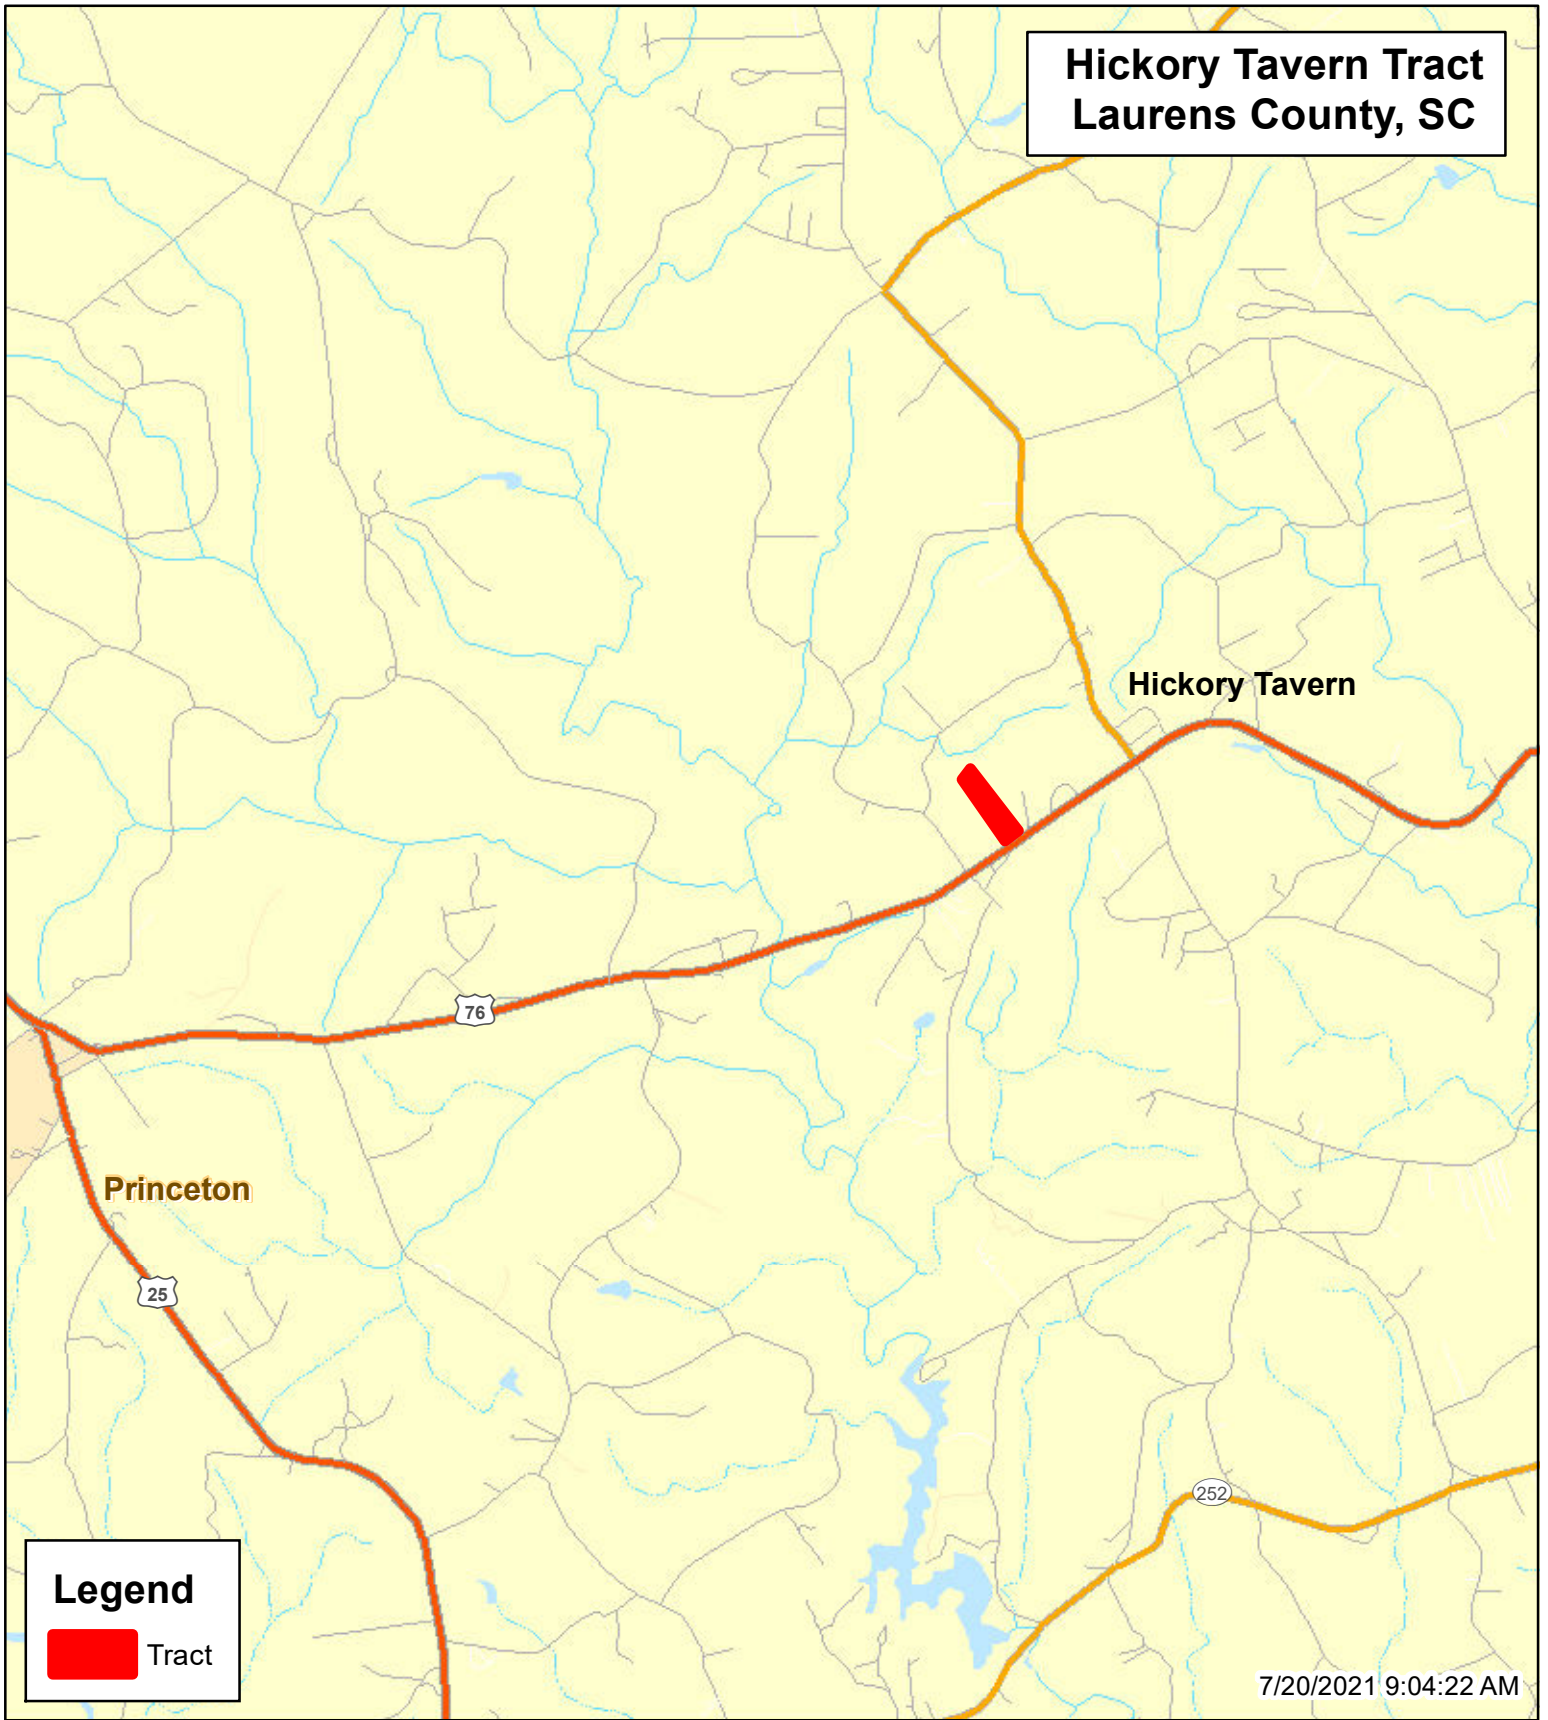 Hickory Tavern Tract
Laurens County, SC
Hickory Tavern
76
Princeton
25
252
Legend
Tract
7/20/2021 9:04:22 AM